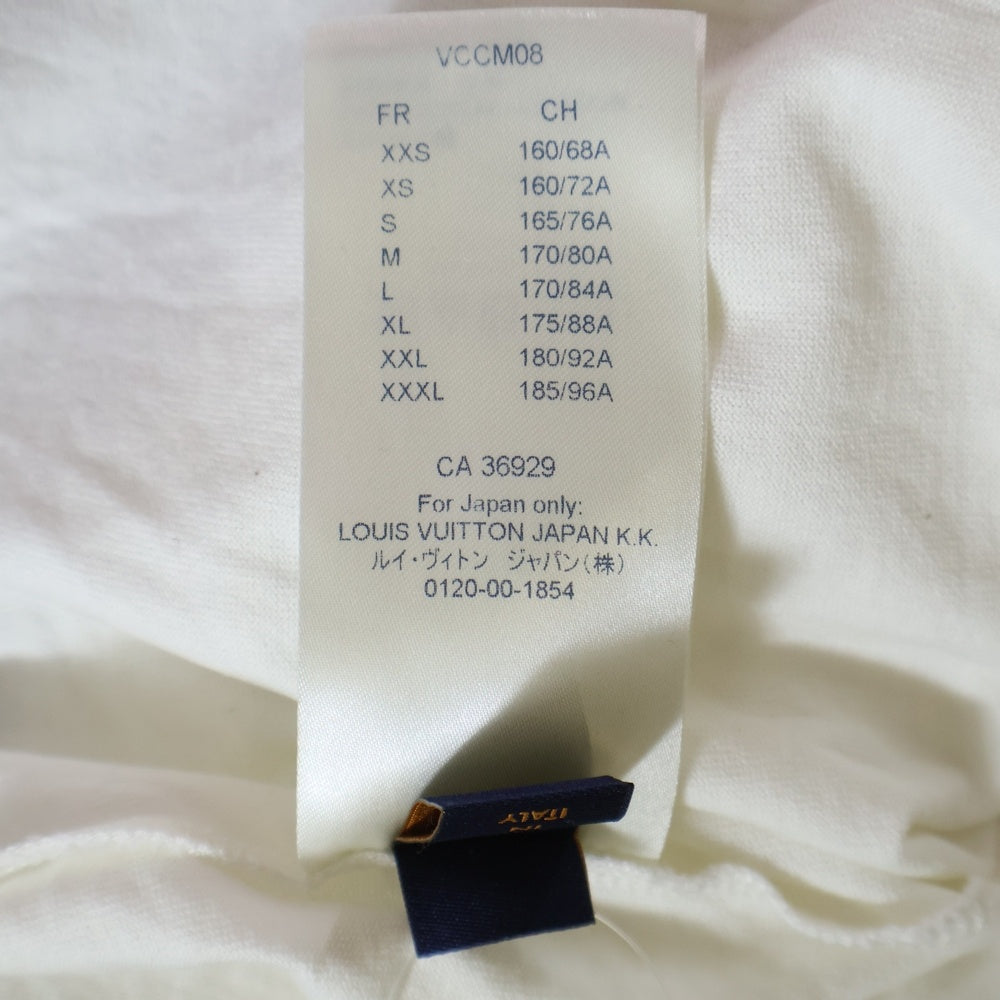 VCCM08
FR CH
XXS 160/68A
XS 160/72A
S 165/76A
M 170/80A
L 170/84A
XL 175/88A
XXL 180/92A
XXXL 185/96A
CA 36929
For Japan only:
LOUIS VUITTON JAPAN K.K.
ルイ・ヴィトン ジャパン(株)
0120-00-1854
IN
ITALY